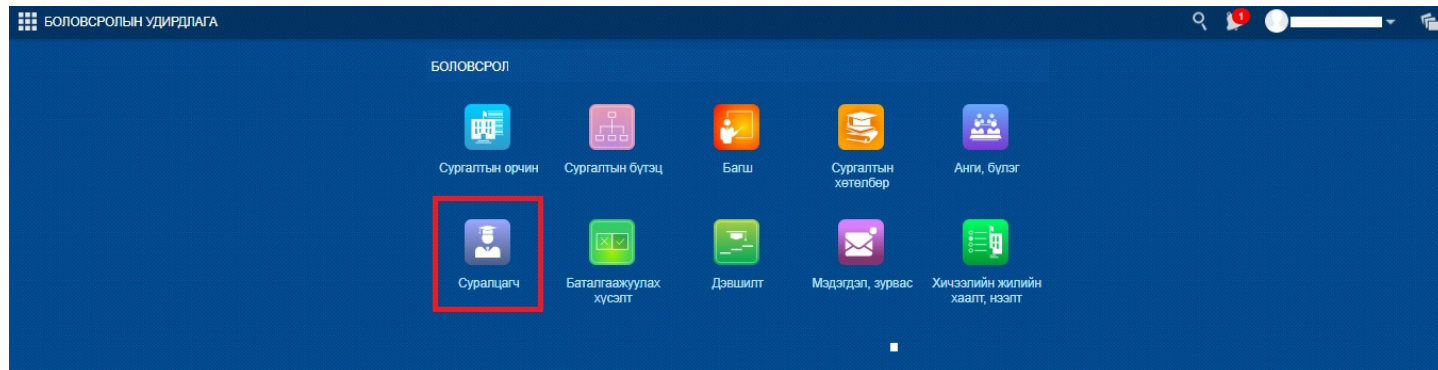 БОЛОВСРОЛЫН УДИРДЛАГА
1
БОЛОВСРОЛ
Сургалтын орчин
Сургалтын бүтэц
Багш
Сургалтын
хөтөлбөр
Анги, бүлэг
Суралцагч
Баталгаажуулах
хүсэлт
Дэвшилт
Мэдэгдэл, зурвас
Хичээлийн жилийн
хаалт, нээлт